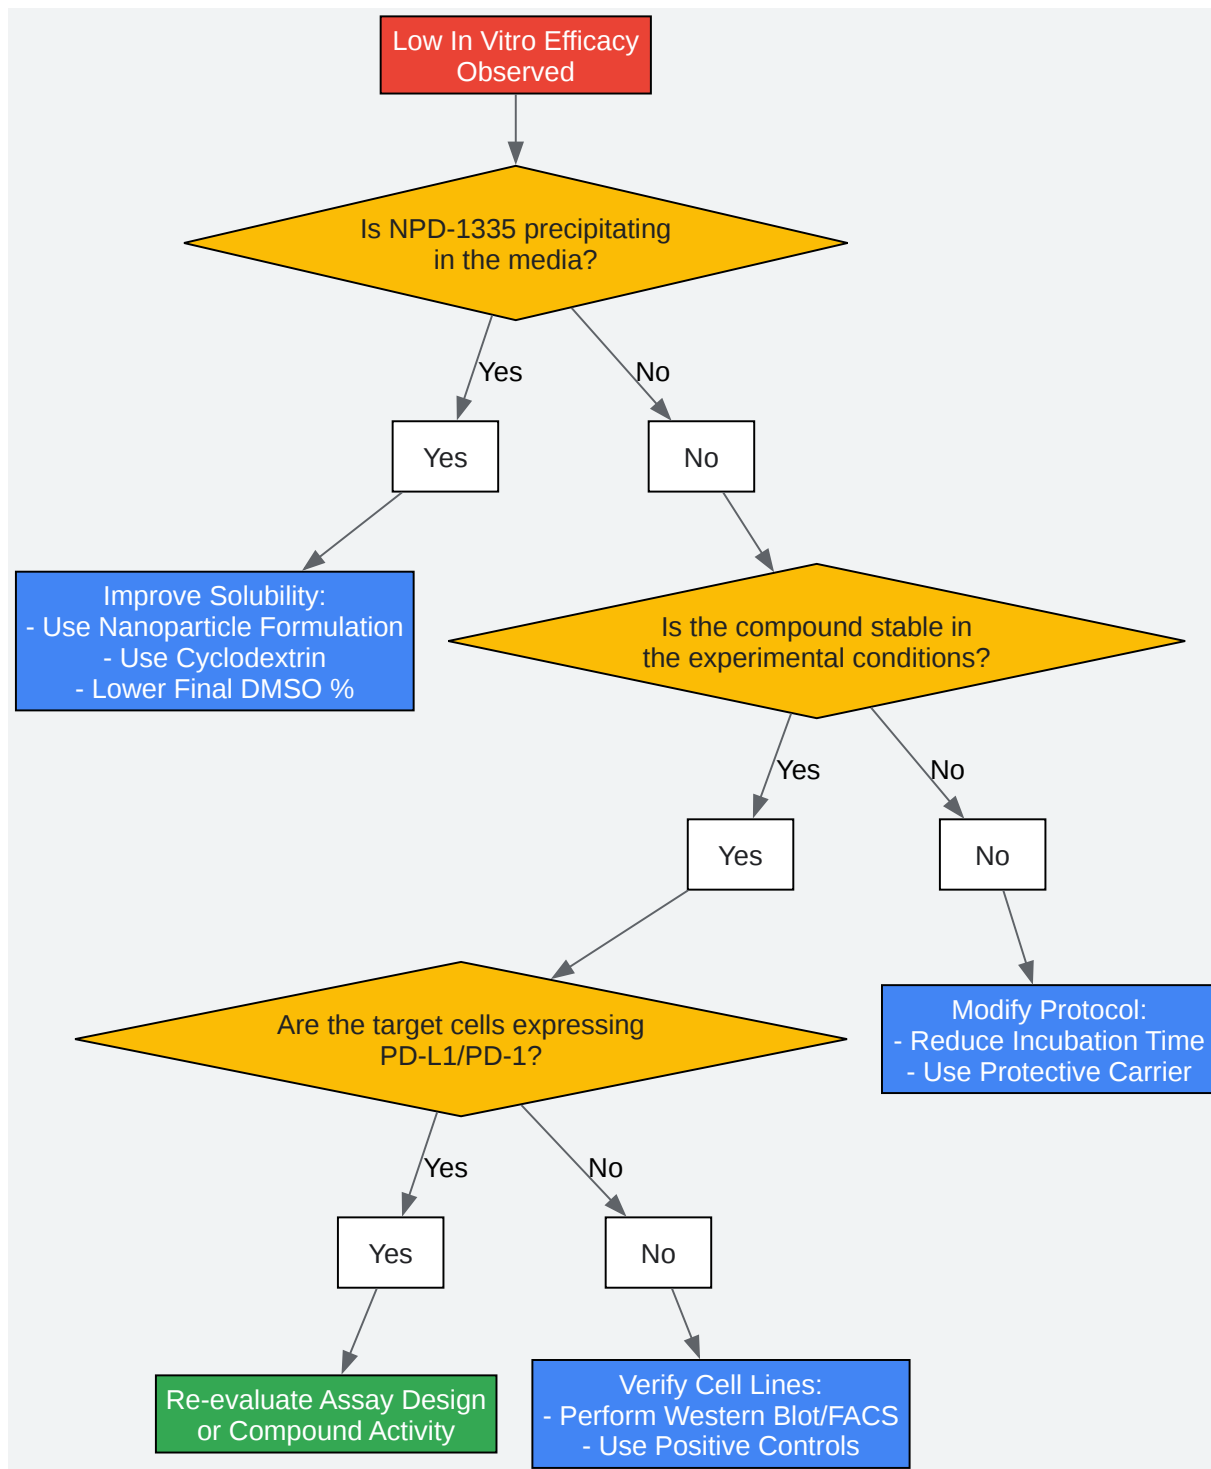 Low In Vitro Efficacy
Observed
Is NPD-1335 precipitating
in the media?
Yes
No
Yes
No
Improve Solubility:
- Use Nanoparticle Formulation
- Use Cyclodextrin
- Lower Final DMSO %
Is the compound stable in
the experimental conditions?
Yes
No
Yes
No
Are the target cells expressing
PD-L1/PD-1?
Modify Protocol:
- Reduce Incubation Time
- Use Protective Carrier
Yes
No
Yes
No
Re-evaluate Assay Design
or Compound Activity
Verify Cell Lines:
- Perform Western Blot/FACS
- Use Positive Controls